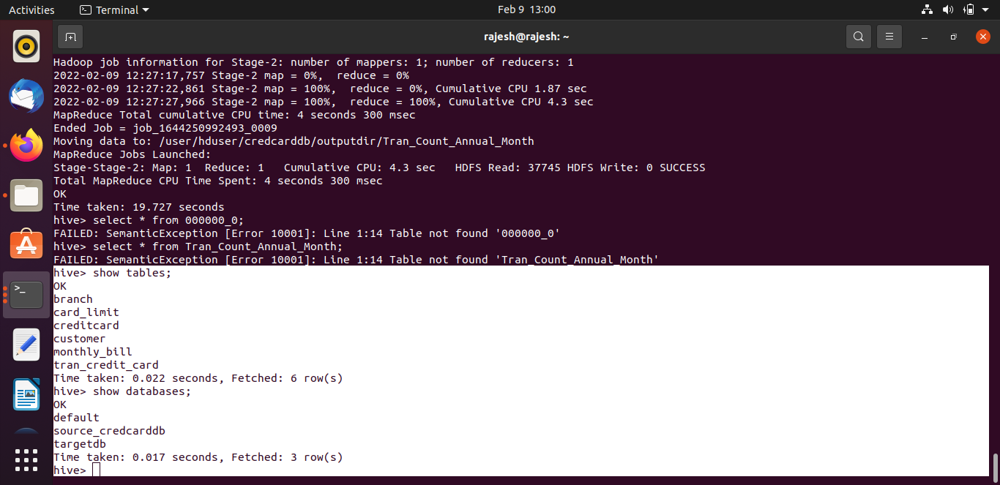 Activities Terminal Feb 9 13:00
rajesh@rajesh: ~
Hadoop job information for Stage-2: number of mappers: 1; number of reducers: 1
2022-02-09 12:27:17,757 Stage-2 map = 0%,  reduce = 0%
2022-02-09 12:27:22,861 Stage-2 map = 100%,  reduce = 0%, Cumulative CPU 1.87 sec
2022-02-09 12:27:27,966 Stage-2 map = 100%,  reduce = 100%, Cumulative CPU 4.3 sec
MapReduce Total cumulative CPU time: 4 seconds 300 msec
Ended Job = job_1644250992493_0009
Moving data to: /user/hduser/credcarddb/outputdir/Tran_Count_Annual_Month
MapReduce Jobs Launched:
Stage-Stage-2: Map: 1  Reduce: 1   Cumulative CPU: 4.3 sec   HDFS Read: 37745 HDFS Write: 0 SUCCESS
Total MapReduce CPU Time Spent: 4 seconds 300 msec
OK
Time taken: 19.727 seconds
hive> select * from 000000_0;
FAILED: SemanticException [Error 10001]: Line 1:14 Table not found '000000_0'
hive> select * from Tran_Count_Annual_Month;
FAILED: SemanticException [Error 10001]: Line 1:14 Table not found 'Tran_Count_Annual_Month'
hive> show tables;
OK
branch
card_limit
creditcard
customer
monthly_bill
tran_credit_card
Time taken: 0.022 seconds, Fetched: 6 row(s)
hive> show databases;
OK
default
source_credcarddb
targetdb
Time taken: 0.017 seconds, Fetched: 3 row(s)
hive>